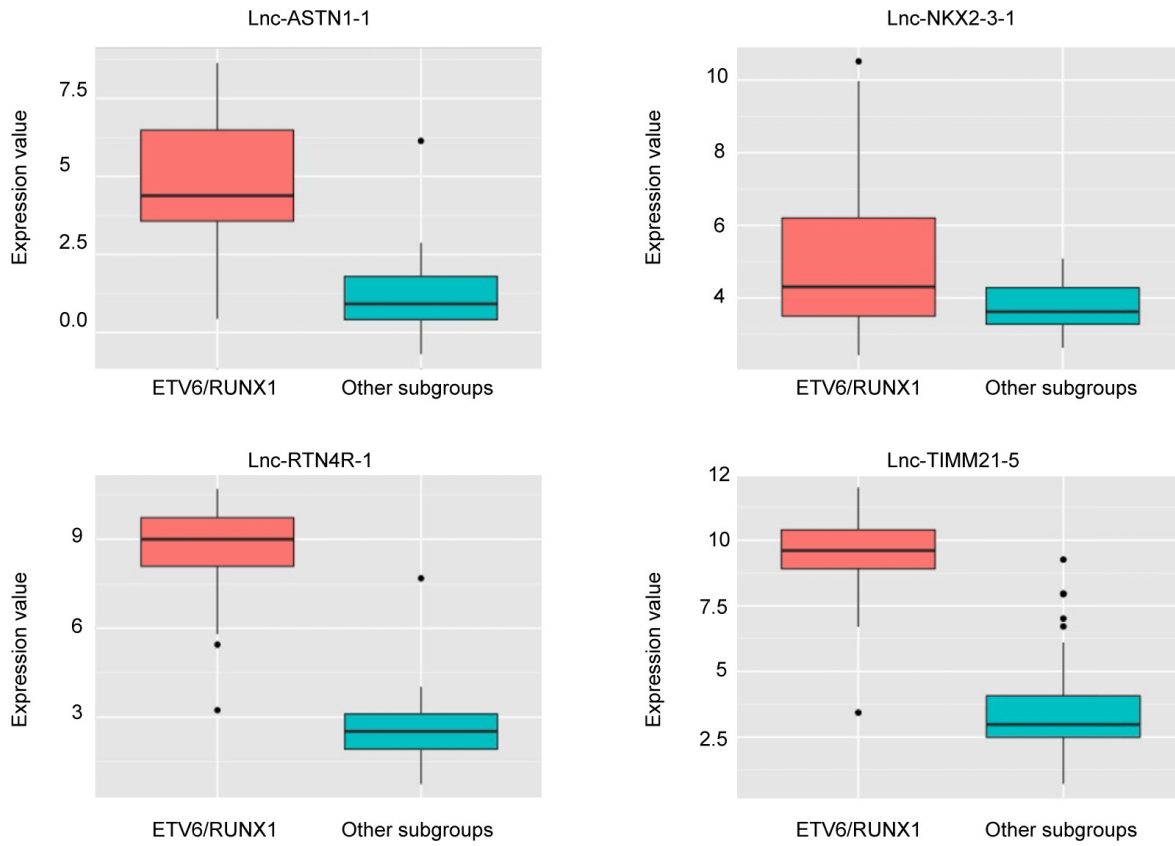 Lnc-ASTN1-1
Expression value
7.5
5
2.5
0.0
ETV6/RUNX1 Other subgroups
Lnc-NKX2-3-1
Expression value
10
8
6
4
ETV6/RUNX1 Other subgroups
Lnc-RTN4R-1
Expression value
9
6
3
ETV6/RUNX1 Other subgroups
Lnc-TIMM21-5
Expression value
12
10
7.5
5
2.5
ETV6/RUNX1 Other subgroups